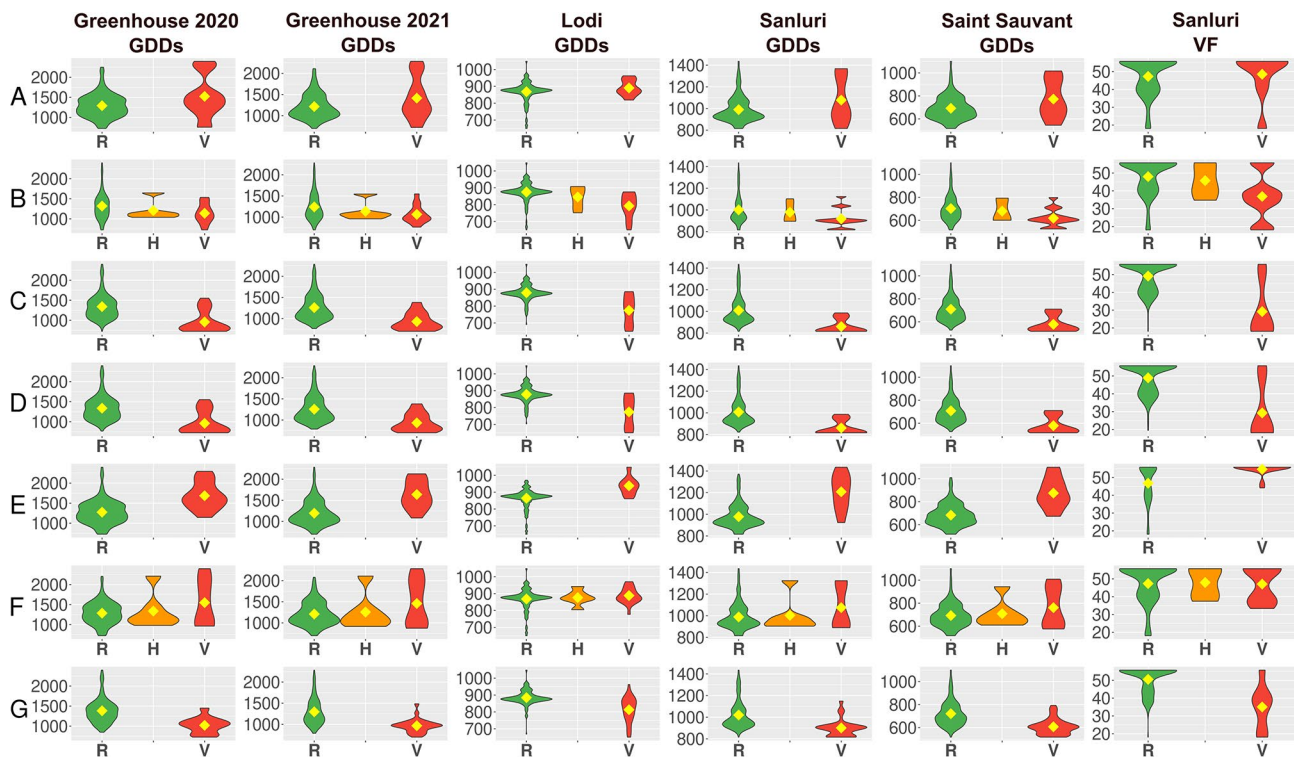 Greenhouse 2020 Greenhouse 2021 Lodi Sanluri Saint Sauvant Sanluri
GDDs GDDs GDDs GDDs GDDs VF
A
2000 1500 1000 2000 1500 1000 1000 900 800 700 1400 1200 1000 800 1000 800 600 50 40 30 20
R V R V R V R V R V R V
B
2000 1500 1000 2000 1500 1000 1000 900 800 700 1400 1200 1000 800 1000 800 600 50 40 30 20
R H V R H V R H V R H V R H V R H V
C
2000 1500 1000 2000 1500 1000 1000 900 800 700 1400 1200 1000 800 1000 800 600 50 40 30 20
R V R V R V R V R V R V
D
2000 1500 1000 2000 1500 1000 1000 900 800 700 1400 1200 1000 800 1000 800 600 50 40 30 20
R V R V R V R V R V R V
E
2000 1500 1000 2000 1500 1000 1000 900 800 700 1400 1200 1000 800 1000 800 600 50 40 30 20
R V R V R V R V R V R V
F
2000 1500 1000 2000 1500 1000 1000 900 800 700 1400 1200 1000 800 1000 800 600 50 40 30 20
R H V R H V R H V R H V R H V R H V
G
2000 1500 1000 2000 1500 1000 1000 900 800 700 1400 1200 1000 800 1000 800 600 50 40 30 20
R V R V R V R V R V R V